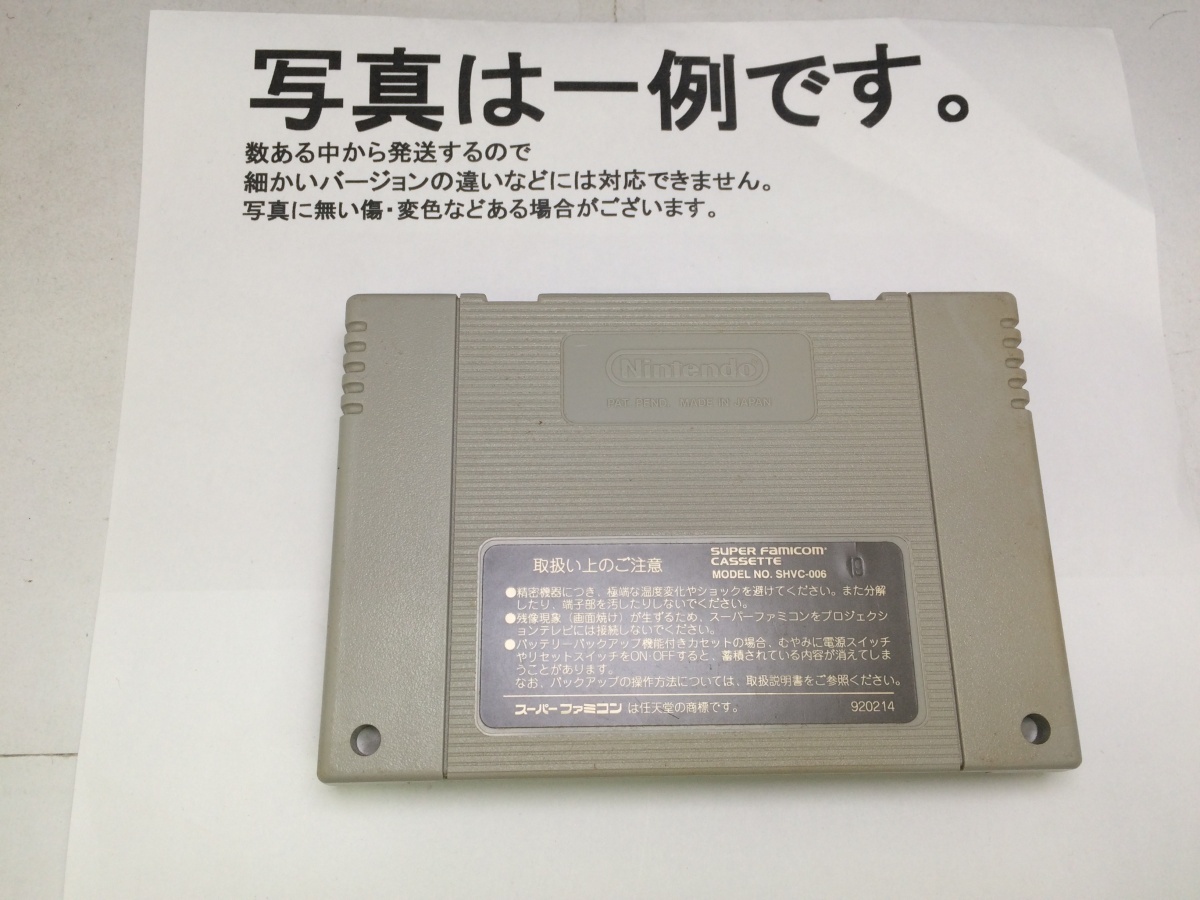 写真は一例です。
数ある中から発送するので
細かいバージョンの違いなどには対応できません。
写真に無い傷・変色などある場合がございます。
Nintendo
PAT. PEND. MADE IN JAPAN
取扱い上のご注意
SUPER FAMICOM
CASSETTE
MODEL NO. SHVC-006
●精密機器につき、極端な温度変化やショックを避けてください。また分解
したり、端子部を汚したりしないでください。
●残像現象(画面焼け)が生ずるため、スーパーファミコンをプロジェクシ
ョンテレビには接続しないでください。
●バッテリーバックアップ機能付きカセットの場合、むやみに電源スイッチ
やリセットスイッチをON・OFFすると、蓄積されている内容が消えてしま
うことがあります。
なお、バックアップの操作方法については、取扱説明書をご参照ください。
スーパーファミコンは任天堂の商標です。
920214